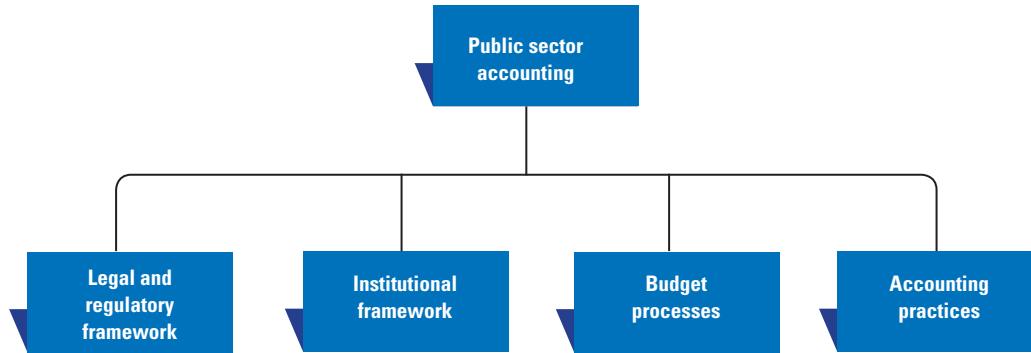 Public sector
accounting
Legal and
regulatory
framework
Institutional
framework
Budget
processes
Accounting
practices